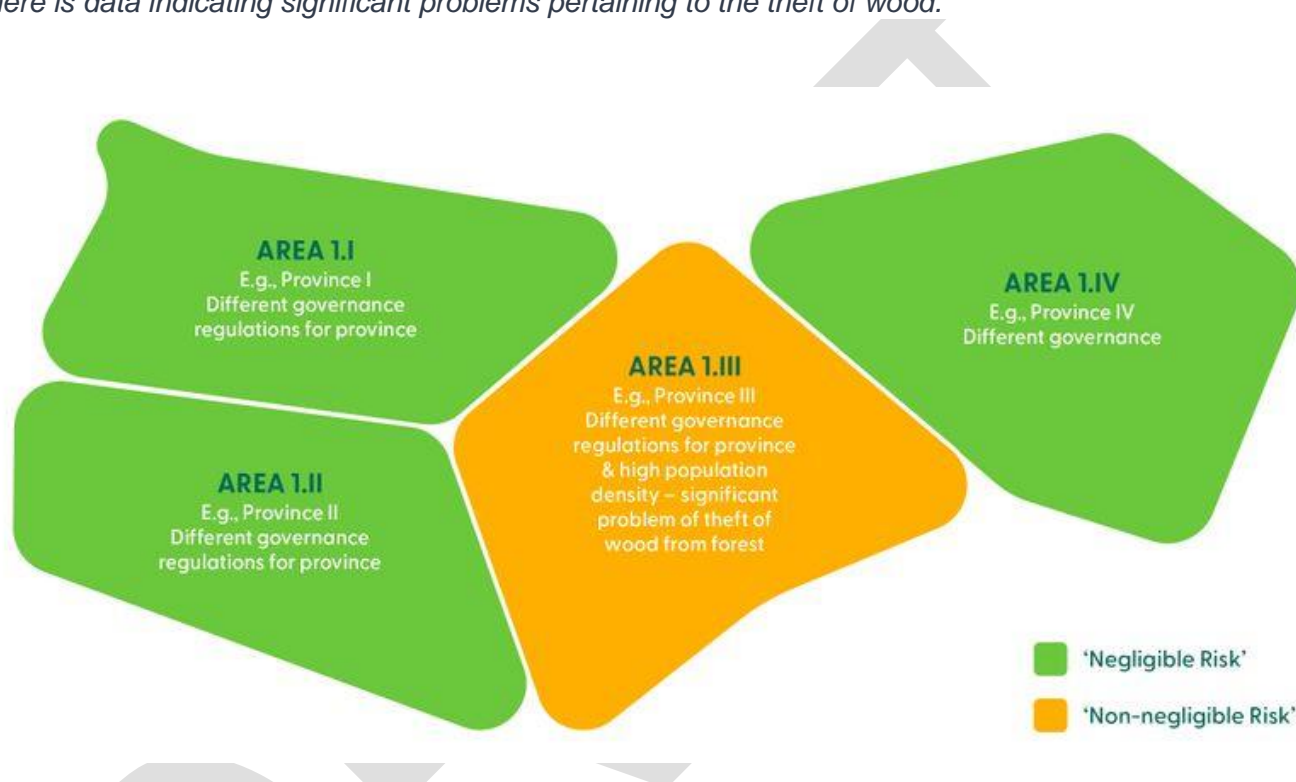 here is data indicating significant problems pertaining to the theft of wood.
AREA 1.I
E.g., Province I
Different governance
regulations for province
AREA 1.II
E.g., Province II
Different governance
regulations for province
AREA 1.III
E.g., Province III
Different governance
regulations for province
& high population
density – significant
problem of theft of
wood from forest
AREA 1.IV
E.g., Province IV
Different governance
‘Negligible Risk’
‘Non-negligible Risk’